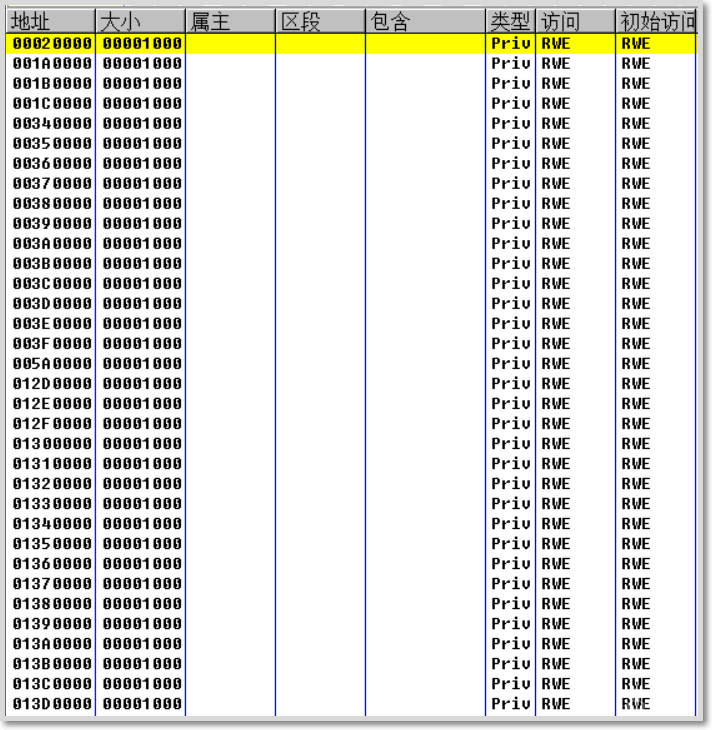 地址 大小 属主 区段 包含 类型 访问 初始访问
00020000 00001000 Priv RWE RWE
001A0000 00001000 Priv RWE RWE
001B0000 00001000 Priv RWE RWE
001C0000 00001000 Priv RWE RWE
00340000 00001000 Priv RWE RWE
00350000 00001000 Priv RWE RWE
00360000 00001000 Priv RWE RWE
00370000 00001000 Priv RWE RWE
00380000 00001000 Priv RWE RWE
00390000 00001000 Priv RWE RWE
003A0000 00001000 Priv RWE RWE
003B0000 00001000 Priv RWE RWE
003C0000 00001000 Priv RWE RWE
003D0000 00001000 Priv RWE RWE
003E0000 00001000 Priv RWE RWE
003F0000 00001000 Priv RWE RWE
005A0000 00001000 Priv RWE RWE
012D0000 00001000 Priv RWE RWE
012E0000 00001000 Priv RWE RWE
012F0000 00001000 Priv RWE RWE
01300000 00001000 Priv RWE RWE
01310000 00001000 Priv RWE RWE
01320000 00001000 Priv RWE RWE
01330000 00001000 Priv RWE RWE
01340000 00001000 Priv RWE RWE
01350000 00001000 Priv RWE RWE
01360000 00001000 Priv RWE RWE
01370000 00001000 Priv RWE RWE
01380000 00001000 Priv RWE RWE
01390000 00001000 Priv RWE RWE
013A0000 00001000 Priv RWE RWE
013B0000 00001000 Priv RWE RWE
013C0000 00001000 Priv RWE RWE
013D0000 00001000 Priv RWE RWE